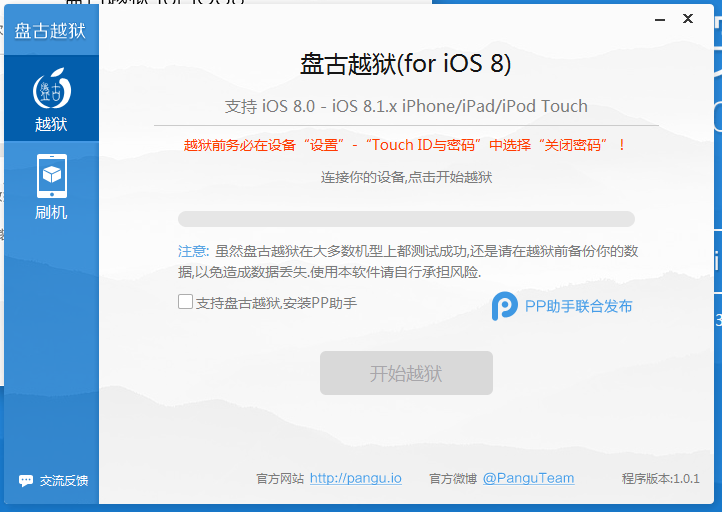 盘古越狱
越狱
刷机
交流反馈
盘古越狱(for iOS 8)
支持 iOS 8.0 - iOS 8.1.x iPhone/iPad/iPod Touch
越狱前务必在设备“设置”-“Touch ID与密码”中选择“关闭密码”！
连接你的设备,点击开始越狱
注意: 虽然盘古越狱在大多数机型上都测试成功,还是请在越狱前备份你的数
据,以免造成数据丢失.使用本软件请自行承担风险.
支持盘古越狱,安装PP助手
PP助手联合发布
开始越狱
官方网站 http://pangu.io 官方微博 @PanguTeam 程序版本:1.0.1